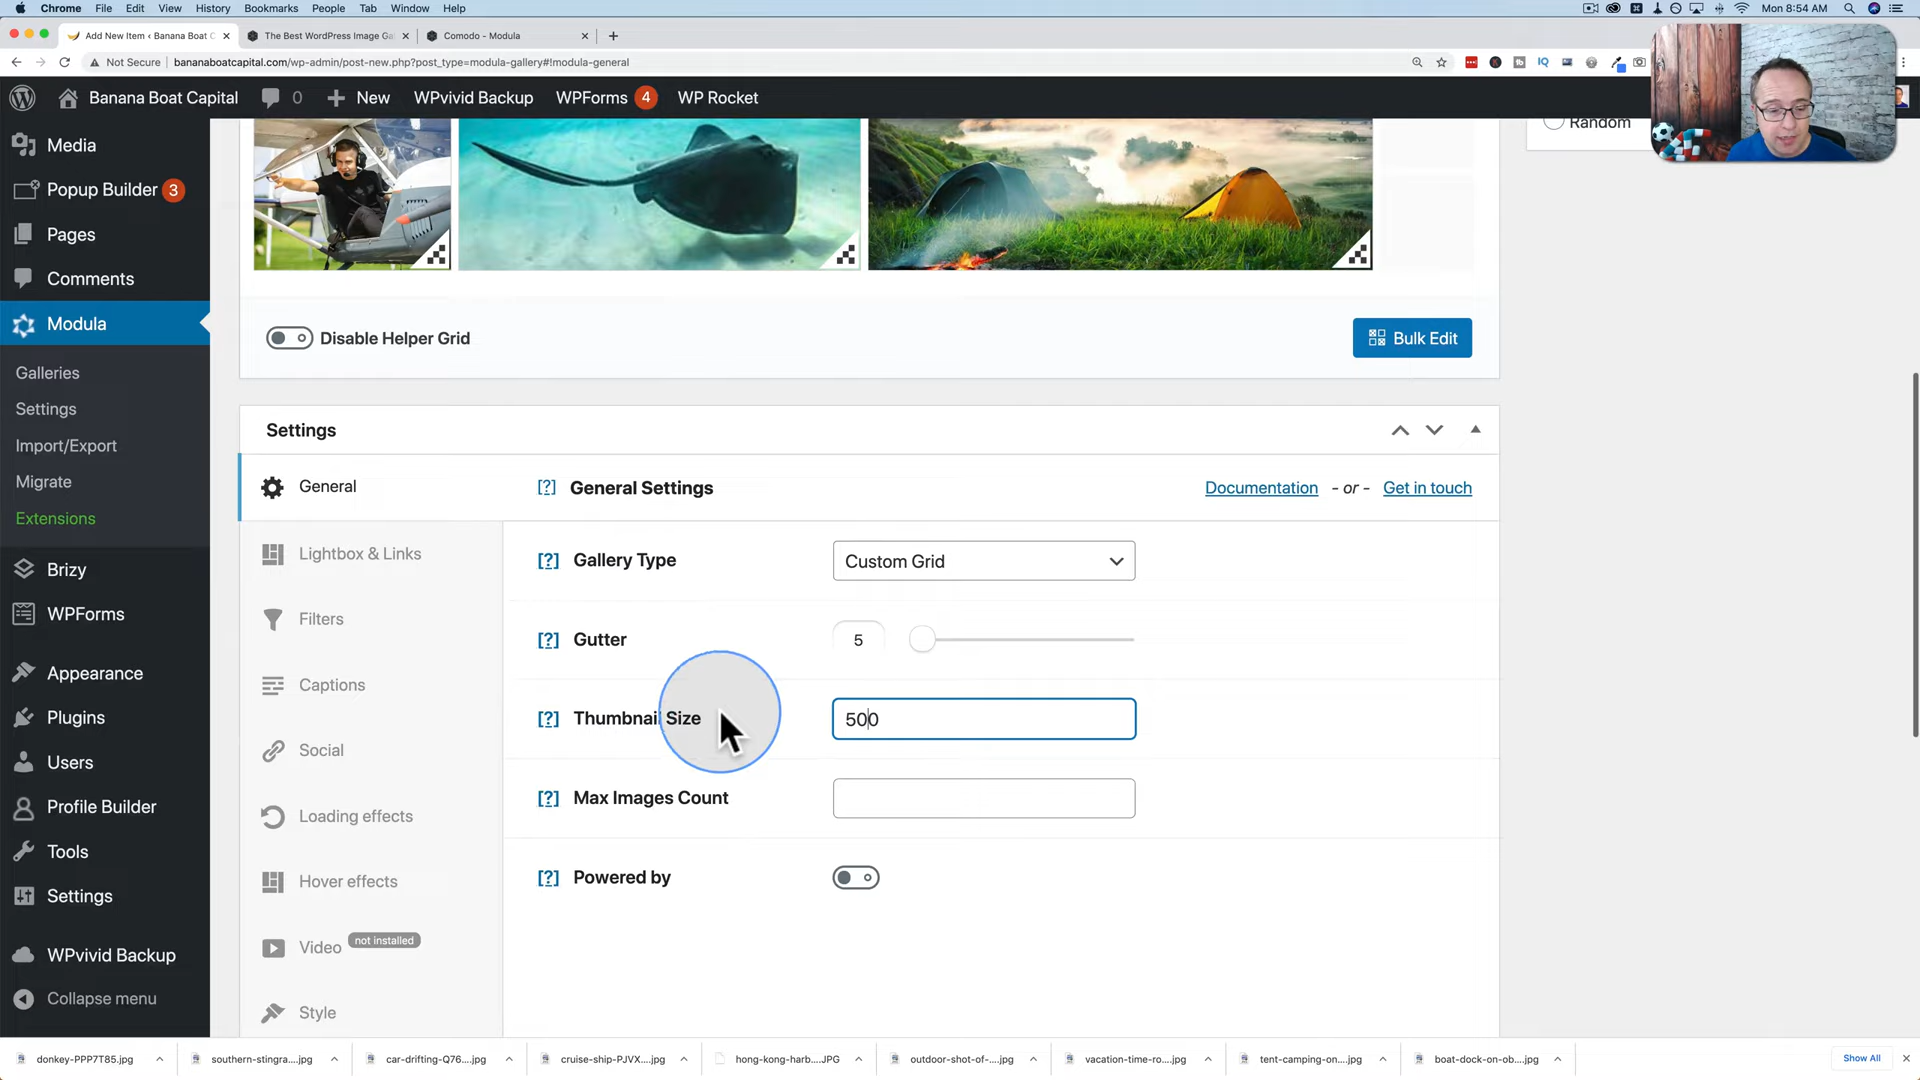 Chrome File Edit View History Bookmarks People Tab Window Help Mon 8:54 AM
Add New Item ‹ Banana Boat C The Best WordPress Image Ga Comodo - Modula
Not Secure bananaboatcapital.com/wp-admin/post-new.php?post_type=modula-gallery#!modula-general
Banana Boat Capital 0 New WPvivid Backup WPForms 4 WP Rocket
Random
Media
Popup Builder 3
Pages
Comments
Modula
Galleries
Settings
Import/Export
Migrate
Extensions
Brizy
WPForms
Appearance
Plugins
Users
Profile Builder
Tools
Settings
WPvivid Backup
Collapse menu
Disable Helper Grid Bulk Edit
Settings
General
Lightbox & Links
Filters
Captions
Social
Loading effects
Hover effects
Video not installed
Style
[?] General Settings Documentation - or - Get in touch
[?] Gallery Type Custom Grid
[?] Gutter 5
[?] Thumbnail Size 500
[?] Max Images Count
[?] Powered by
donkey-PPP7T85.jpg southern-stingra....jpg car-drifting-Q76....jpg cruise-ship-PJVX....jpg hong-kong-harb....JPG outdoor-shot-of-....jpg vacation-time-ro....jpg tent-camping-on....jpg boat-dock-on-ob....jpg Show All